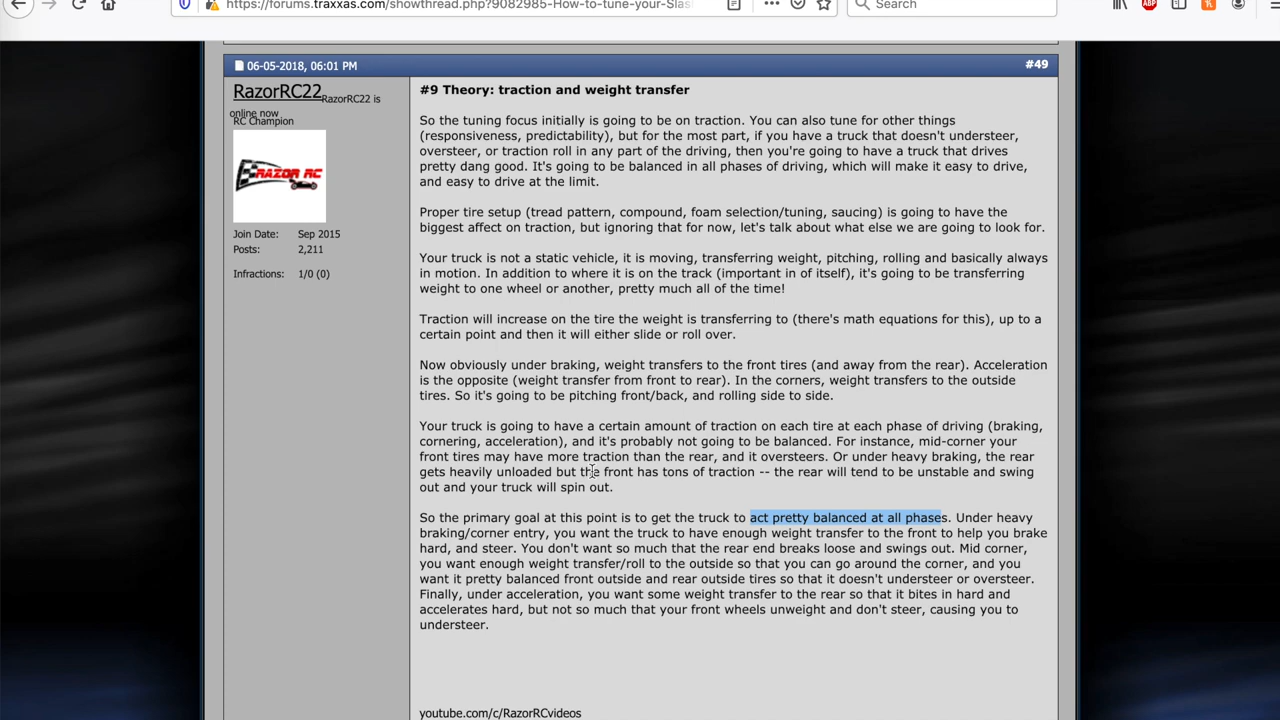 https://forums.traxxas.com/showthread.php?9082985-How-to-tune-your-Slas
Search
ABP
06-05-2018, 06:01 PM
#49
RazorRC22
RazorRC22 is
online now
RC Champion
RAZOR RC
Join Date: Sep 2015
Posts: 2,211
Infractions: 1/0 (0)
#9 Theory: traction and weight transfer
So the tuning focus initially is going to be on traction. You can also tune for other things
(responsiveness, predictability), but for the most part, if you have a truck that doesn't understeer,
oversteer, or traction roll in any part of the driving, then you're going to have a truck that drives
pretty dang good. It's going to be balanced in all phases of driving, which will make it easy to drive,
and easy to drive at the limit.
Proper tire setup (tread pattern, compound, foam selection/tuning, saucing) is going to have the
biggest affect on traction, but ignoring that for now, let's talk about what else we are going to look for.
Your truck is not a static vehicle, it is moving, transferring weight, pitching, rolling and basically always
in motion. In addition to where it is on the track (important in of itself), it's going to be transferring
weight to one wheel or another, pretty much all of the time!
Traction will increase on the tire the weight is transferring to (there's math equations for this), up to a
certain point and then it will either slide or roll over.
Now obviously under braking, weight transfers to the front tires (and away from the rear). Acceleration
is the opposite (weight transfer from front to rear). In the corners, weight transfers to the outside
tires. So it's going to be pitching front/back, and rolling side to side.
Your truck is going to have a certain amount of traction on each tire at each phase of driving (braking,
cornering, acceleration), and it's probably not going to be balanced. For instance, mid-corner your
front tires may have more traction than the rear, and it oversteers. Or under heavy braking, the rear
gets heavily unloaded but the front has tons of traction -- the rear will tend to be unstable and swing
out and your truck will spin out.
So the primary goal at this point is to get the truck to act pretty balanced at all phases. Under heavy
braking/corner entry, you want the truck to have enough weight transfer to the front to help you brake
hard, and steer. You don't want so much that the rear end breaks loose and swings out. Mid corner,
you want enough weight transfer/roll to the outside so that you can go around the corner, and you
want it pretty balanced front outside and rear outside tires so that it doesn't understeer or oversteer.
Finally, under acceleration, you want some weight transfer to the rear so that it bites in hard and
accelerates hard, but not so much that your front wheels unweight and don't steer, causing you to
understeer.
youtube.com/c/RazorRCvideos